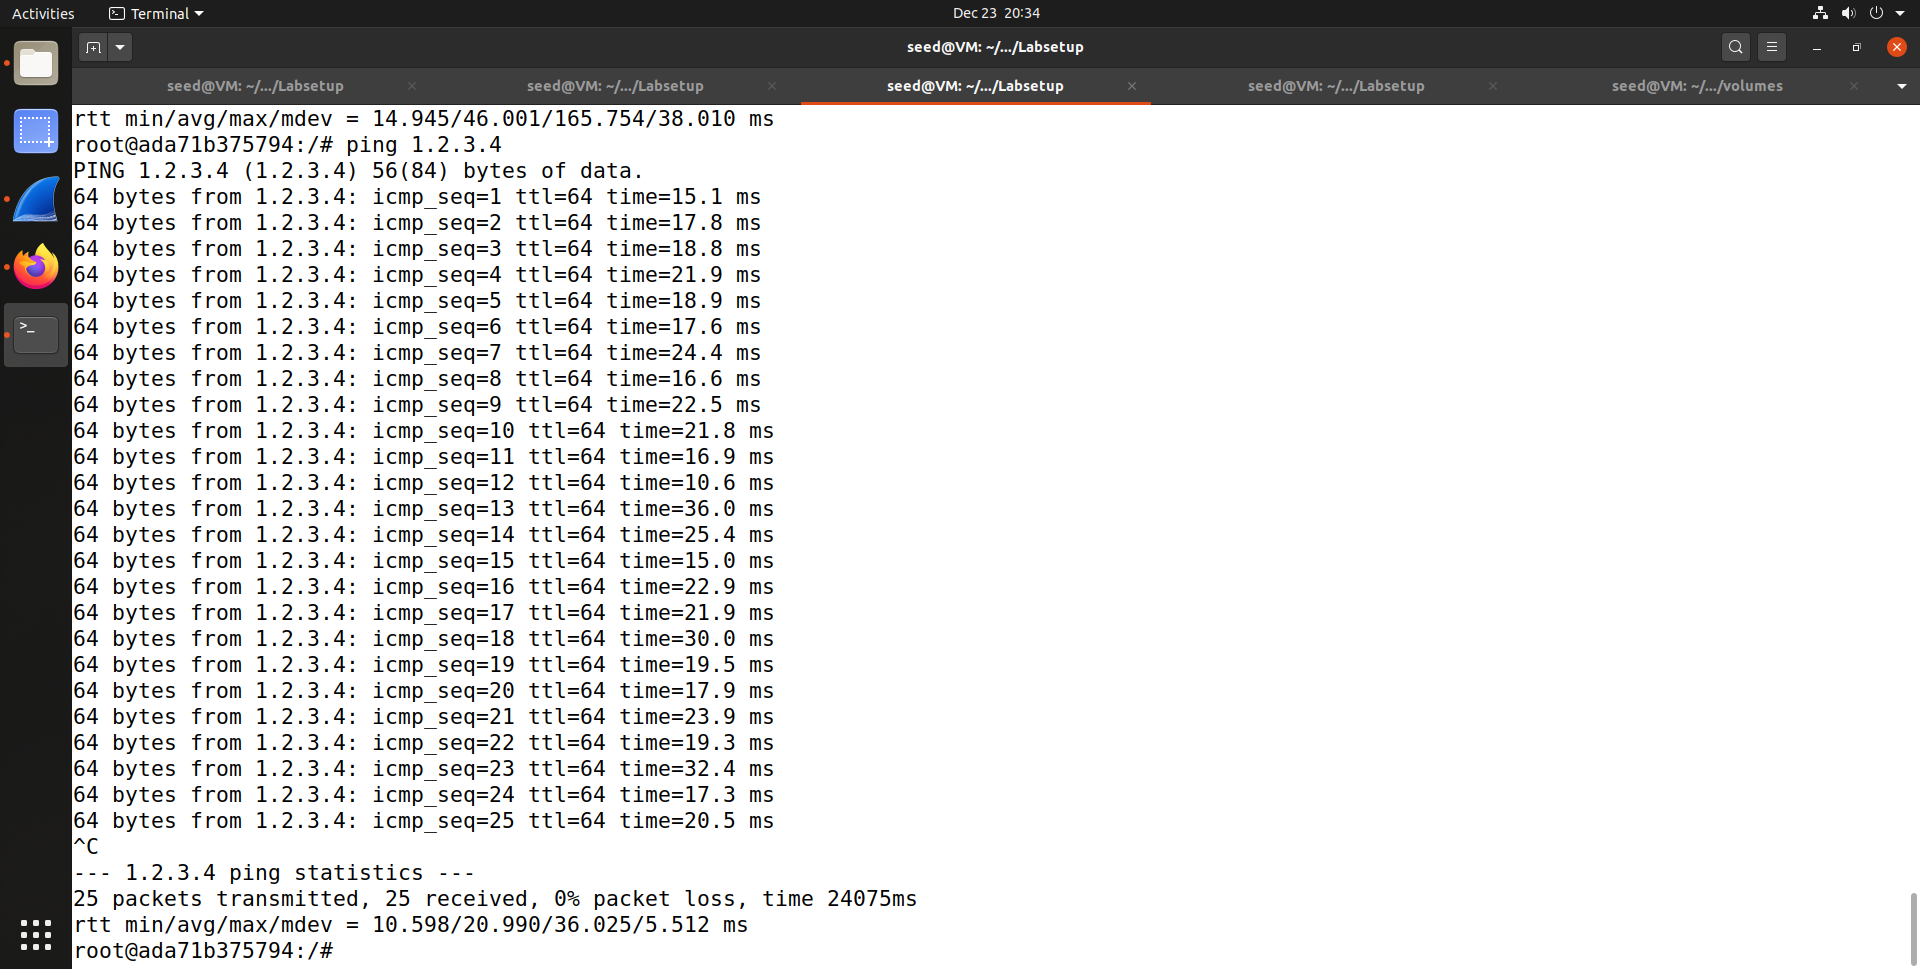 Activities
Terminal
Dec 23 20:34
seed@VM: ~/.../Labsetup
seed@VM: ~/.../Labsetup
seed@VM: ~/.../Labsetup
seed@VM: ~/.../Labsetup
seed@VM: ~/.../Labsetup
seed@VM: ~/.../volumes
rtt min/avg/max/mdev = 14.945/46.001/165.754/38.010 ms
root@ada71b375794:/# ping 1.2.3.4
PING 1.2.3.4 (1.2.3.4) 56(84) bytes of data.
64 bytes from 1.2.3.4: icmp_seq=1 ttl=64 time=15.1 ms
64 bytes from 1.2.3.4: icmp_seq=2 ttl=64 time=17.8 ms
64 bytes from 1.2.3.4: icmp_seq=3 ttl=64 time=18.8 ms
64 bytes from 1.2.3.4: icmp_seq=4 ttl=64 time=21.9 ms
64 bytes from 1.2.3.4: icmp_seq=5 ttl=64 time=18.9 ms
64 bytes from 1.2.3.4: icmp_seq=6 ttl=64 time=17.6 ms
64 bytes from 1.2.3.4: icmp_seq=7 ttl=64 time=24.4 ms
64 bytes from 1.2.3.4: icmp_seq=8 ttl=64 time=16.6 ms
64 bytes from 1.2.3.4: icmp_seq=9 ttl=64 time=22.5 ms
64 bytes from 1.2.3.4: icmp_seq=10 ttl=64 time=21.8 ms
64 bytes from 1.2.3.4: icmp_seq=11 ttl=64 time=16.9 ms
64 bytes from 1.2.3.4: icmp_seq=12 ttl=64 time=10.6 ms
64 bytes from 1.2.3.4: icmp_seq=13 ttl=64 time=36.0 ms
64 bytes from 1.2.3.4: icmp_seq=14 ttl=64 time=25.4 ms
64 bytes from 1.2.3.4: icmp_seq=15 ttl=64 time=15.0 ms
64 bytes from 1.2.3.4: icmp_seq=16 ttl=64 time=22.9 ms
64 bytes from 1.2.3.4: icmp_seq=17 ttl=64 time=21.9 ms
64 bytes from 1.2.3.4: icmp_seq=18 ttl=64 time=30.0 ms
64 bytes from 1.2.3.4: icmp_seq=19 ttl=64 time=19.5 ms
64 bytes from 1.2.3.4: icmp_seq=20 ttl=64 time=17.9 ms
64 bytes from 1.2.3.4: icmp_seq=21 ttl=64 time=23.9 ms
64 bytes from 1.2.3.4: icmp_seq=22 ttl=64 time=19.3 ms
64 bytes from 1.2.3.4: icmp_seq=23 ttl=64 time=32.4 ms
64 bytes from 1.2.3.4: icmp_seq=24 ttl=64 time=17.3 ms
64 bytes from 1.2.3.4: icmp_seq=25 ttl=64 time=20.5 ms
^C
--- 1.2.3.4 ping statistics ---
25 packets transmitted, 25 received, 0% packet loss, time 24075ms
rtt min/avg/max/mdev = 10.598/20.990/36.025/5.512 ms
root@ada71b375794:/#